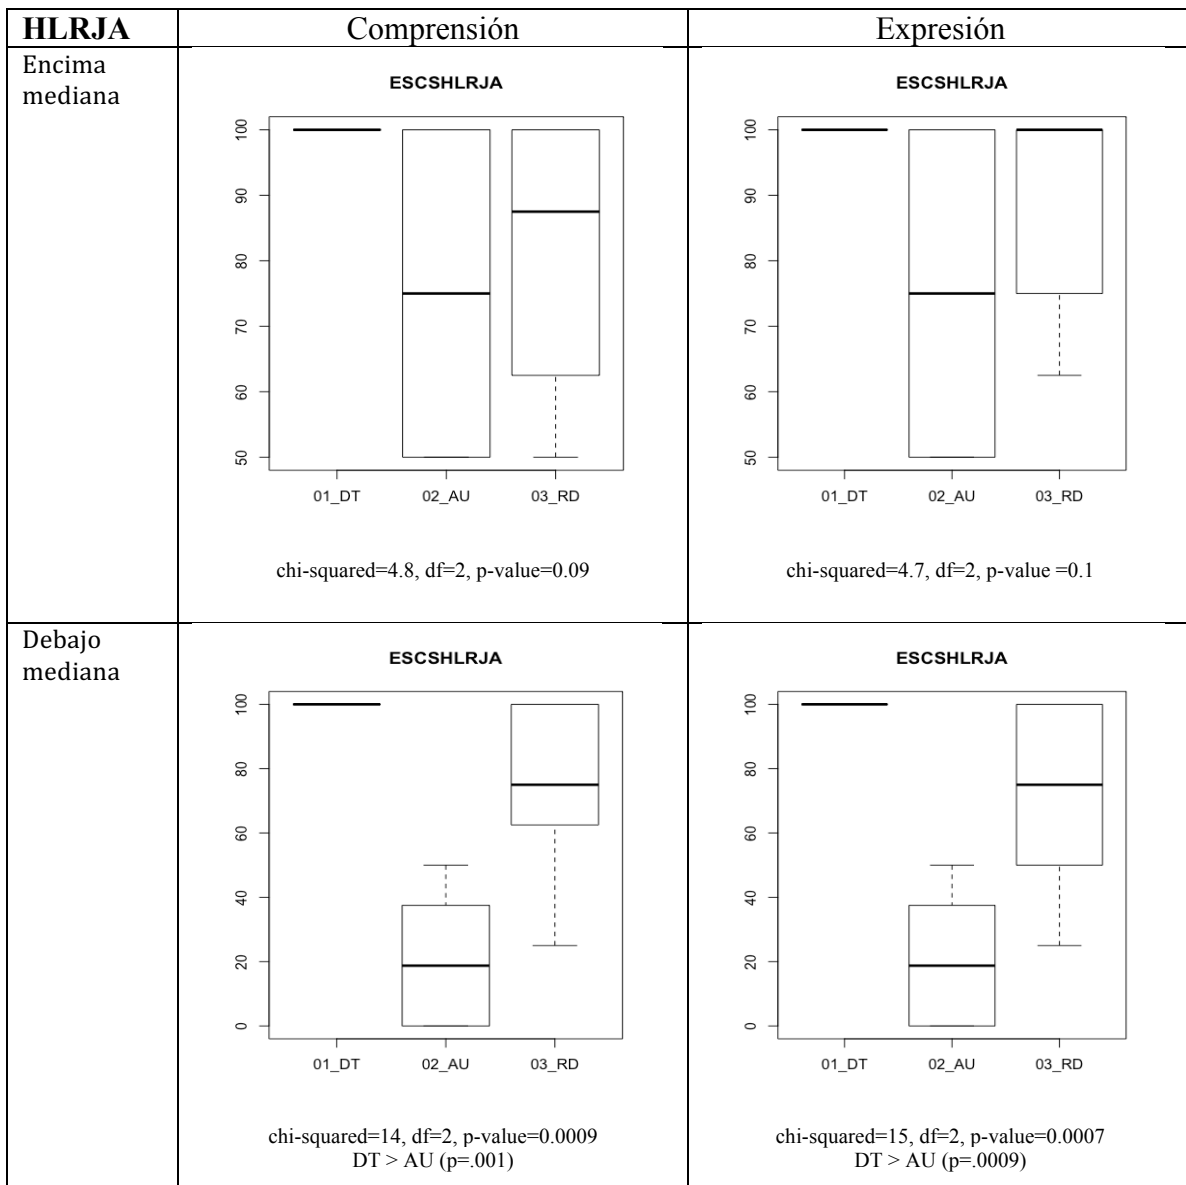 HLRJA Comprensión Expresión
Encima
mediana
ESCSHLRJA
100
90
80
70
60
50
01_DT 02_AU 03_RD
chi-squared=4.8, df=2, p-value=0.09
ESCSHLRJA
100
90
80
70
60
50
01_DT 02_AU 03_RD
chi-squared=4.7, df=2, p-value =0.1
Debajo
mediana
ESCSHLRJA
100
80
60
40
20
0
01_DT 02_AU 03_RD
chi-squared=14, df=2, p-value=0.0009
DT > AU (p=.001)
ESCSHLRJA
100
80
60
40
20
0
01_DT 02_AU 03_RD
chi-squared=15, df=2, p-value=0.0007
DT > AU (p=.0009)